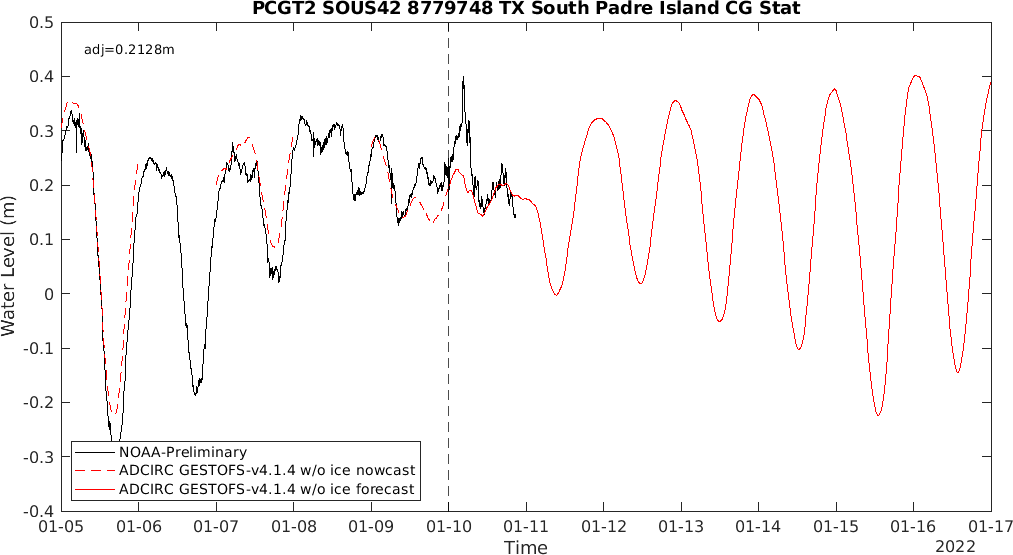 PCGT2 SOUS42 8779748 TX South Padre Island CG Stat
adj=0.2128m
0.5
0.4
0.3
0.2
0.1
0
-0.1
-0.2
-0.3
-0.4
Water Level (m)
NOAA-Preliminary
ADCIRC GESTOFS-v4.1.4 w/o ice nowcast
ADCIRC GESTOFS-v4.1.4 w/o ice forecast
01-05 01-06 01-07 01-08 01-09 01-10 01-11 01-12 01-13 01-14 01-15 01-16 01-17
Time
2022